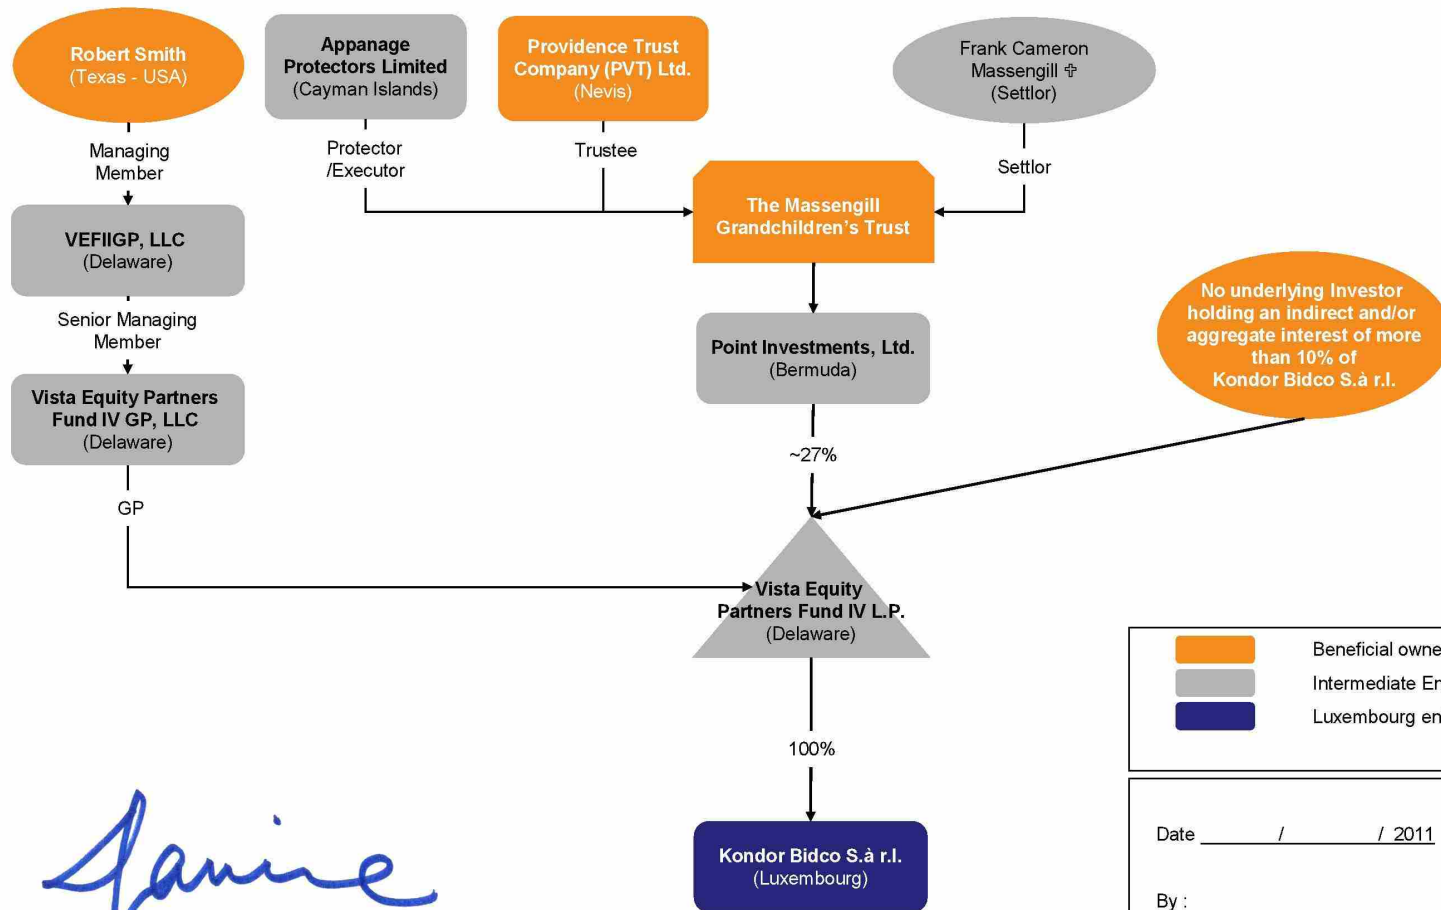 Robert Smith
(Texas - USA)
Appanage
Protectors Limited
(Cayman Islands)
Providence Trust
Company (PVT) Ltd.
(Nevis)
Frank Cameron
Massengill ✞
(Settlor)
Managing
Member
Protector
/Executor
Trustee
Settlor
VEFIIGP, LLC
(Delaware)
The Massengill
Grandchildren's Trust
Senior Managing
Member
Point Investments, Ltd.
(Bermuda)
No underlying Investor
holding an indirect and/or
aggregate interest of more
than 10% of
Kondor Bidco S.à r.l.
Vista Equity Partners
Fund IV GP, LLC
(Delaware)
~27%
GP
Vista Equity
Partners Fund IV L.P.
(Delaware)
100%
Kondor Bidco S.à r.l.
(Luxembourg)
Beneficial owne
Intermediate En
Luxembourg en
Date / / 2011
By :